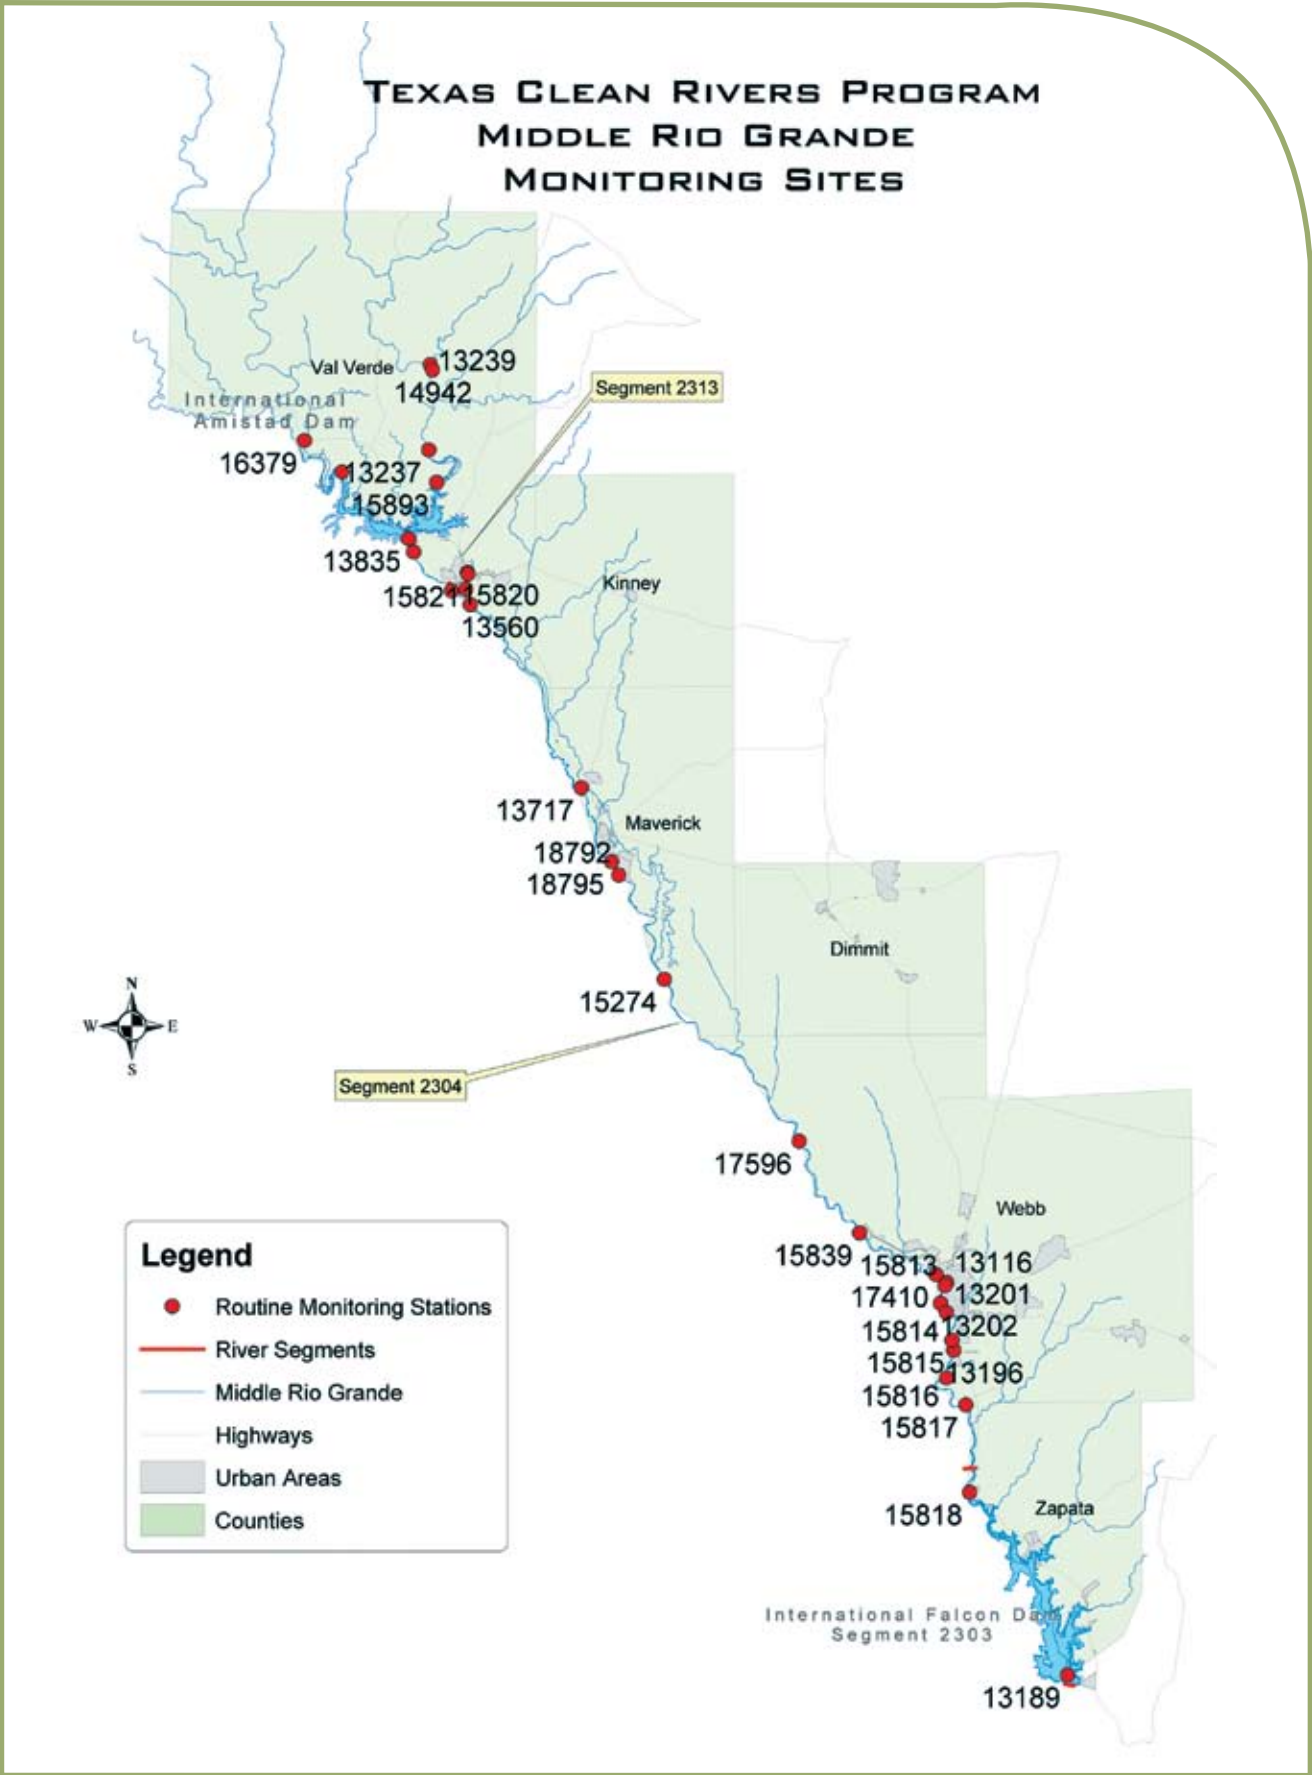 TEXAS CLEAN RIVERS PROGRAM
MIDDLE RIO GRANDE
MONITORING SITES
13239
Val Verde
14942
Segment 2313
International
Amistad Dam
16379
13237
15893
13835
Kinney
15821
15820
13560
13717
Maverick
18792
18795
Dimmit
15274
N
W
E
S
Segment 2304
17596
Webb
15839
15813
13116
17410
13201
15814
13202
15815
13196
15816
15817
15818
Zapata
International Falcon Dam
Segment 2303
13189
Legend
Routine Monitoring Stations
River Segments
Middle Rio Grande
Highways
Urban Areas
Counties